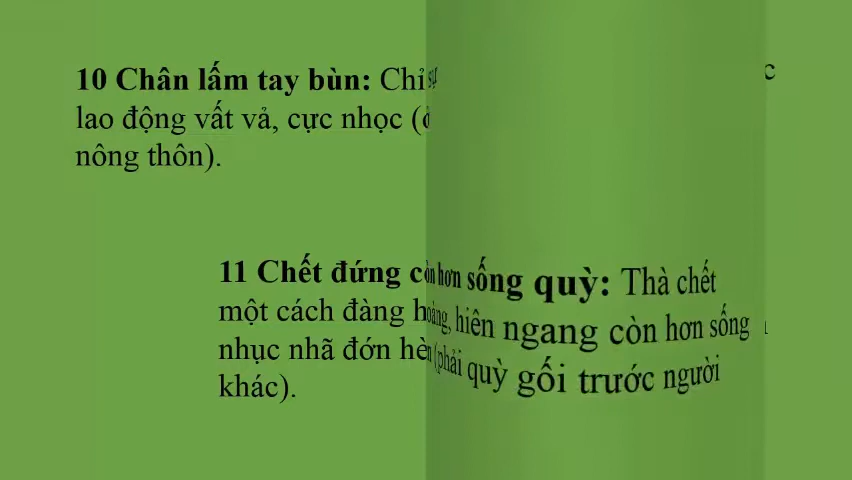 10 Chân lấm tay bùn: Chỉ sự
lao động vất vả, cực nhọc (ở
nông thôn).
11 Chết đứng còn hơn sống quỳ: Thà chết
một cách đàng hoàng, hiên ngang còn hơn sống
nhục nhã đớn hèn (phải quỳ gối trước người
khác).